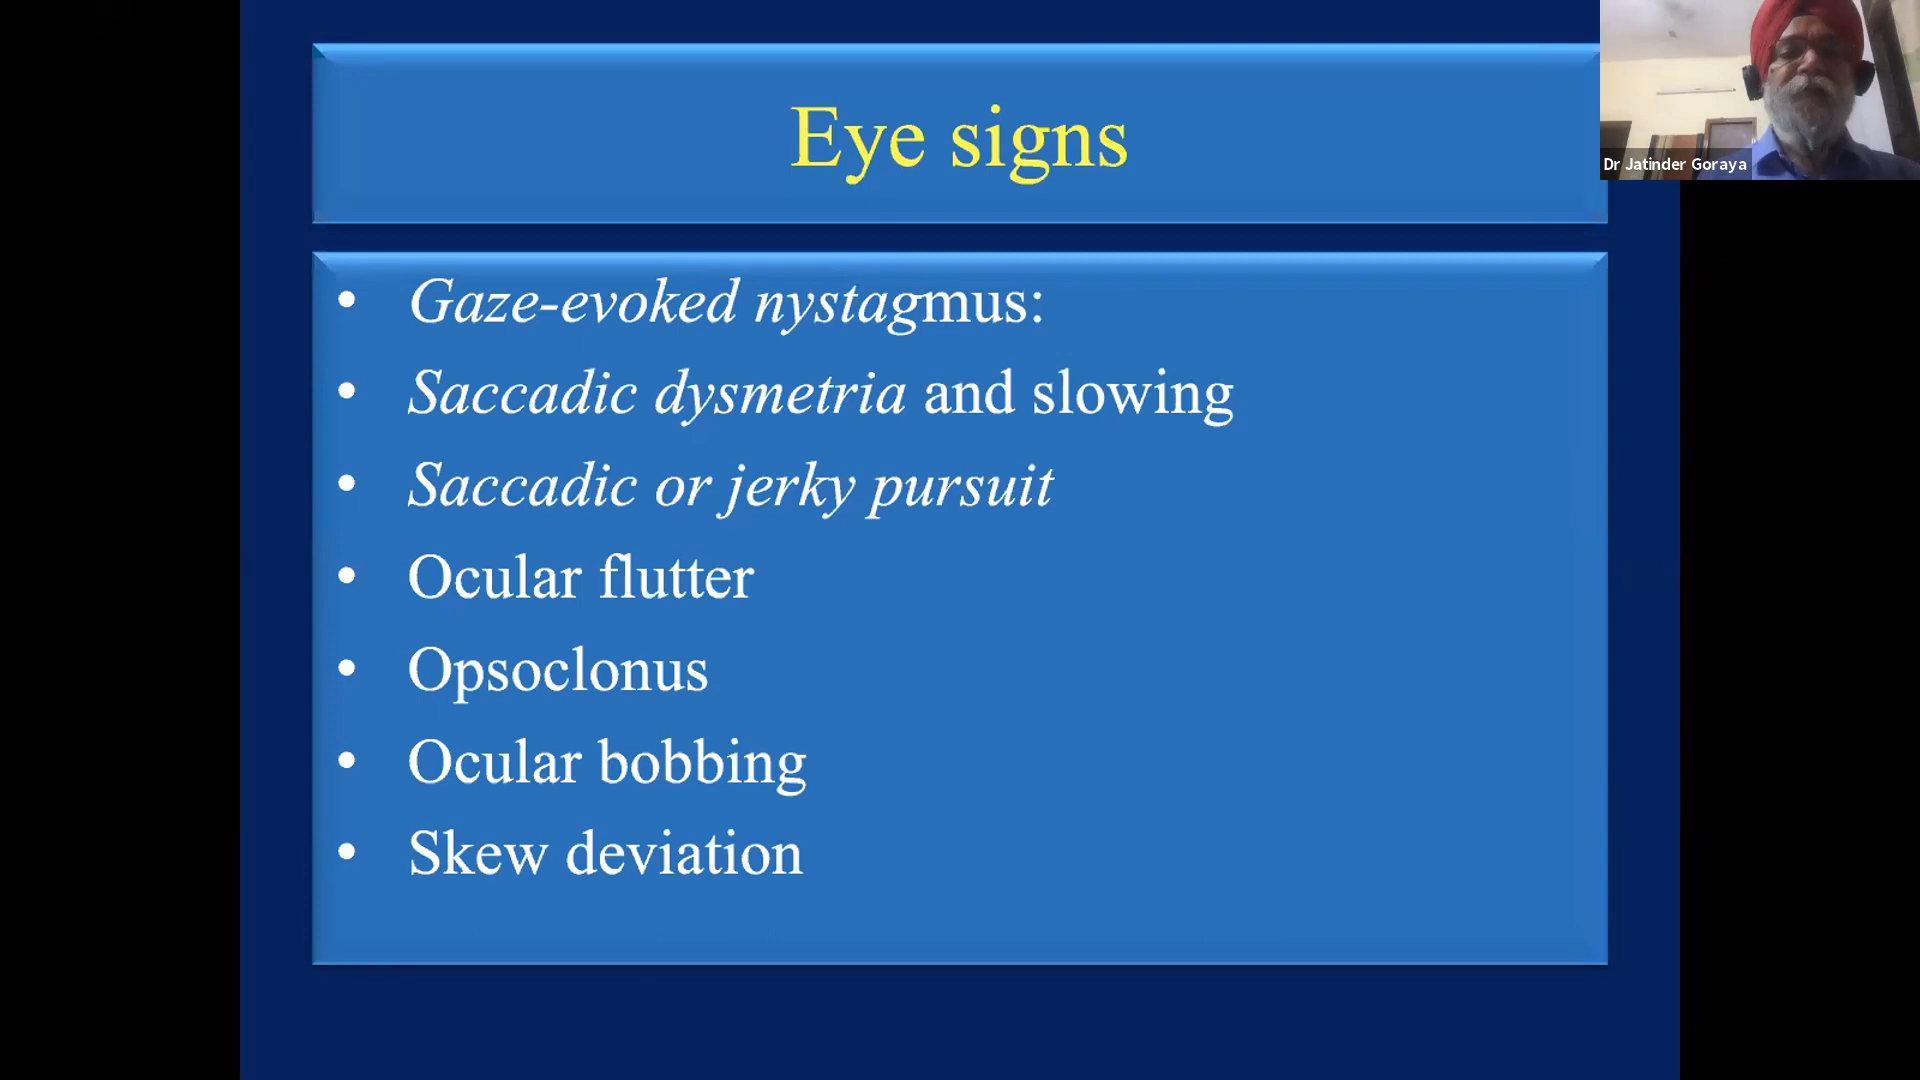 Eye signs
Dr Jatinder Goraya
• Gaze-evoked nystagmus:
• Saccadic dysmetria and slowing
• Saccadic or jerky pursuit
• Ocular flutter
• Opsoclonus
• Ocular bobbing
• Skew deviation